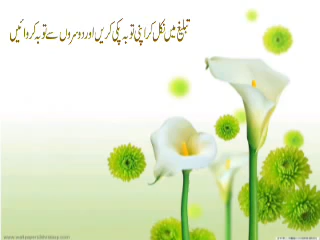 تبلیغ میں نکل کر اپنی توبہ پکی کریں اور دوسروں سے توبہ کروائیں